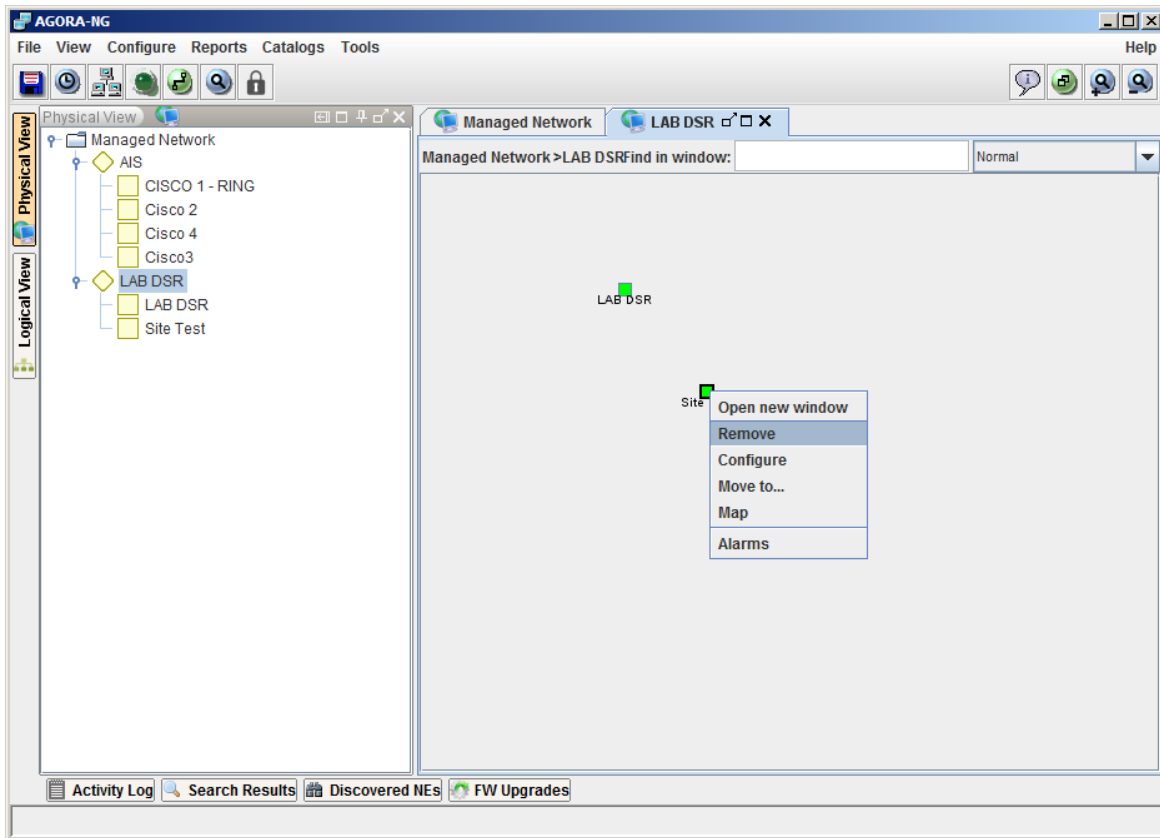 AGORA-NG
File View Configure Reports Catalogs Tools Help
Physical View
Managed Network
AIS
CISCO 1 - RING
Cisco 2
Cisco 4
Cisco3
LAB DSR
LAB DSR
Site Test
Physical View
Logical View
Managed Network
LAB DSR
Managed Network>LAB DSRFind in window:
Normal
LAB DSR
Site
Open new window
Remove
Configure
Move to...
Map
Alarms
Activity Log Search Results Discovered NEs FW Upgrades